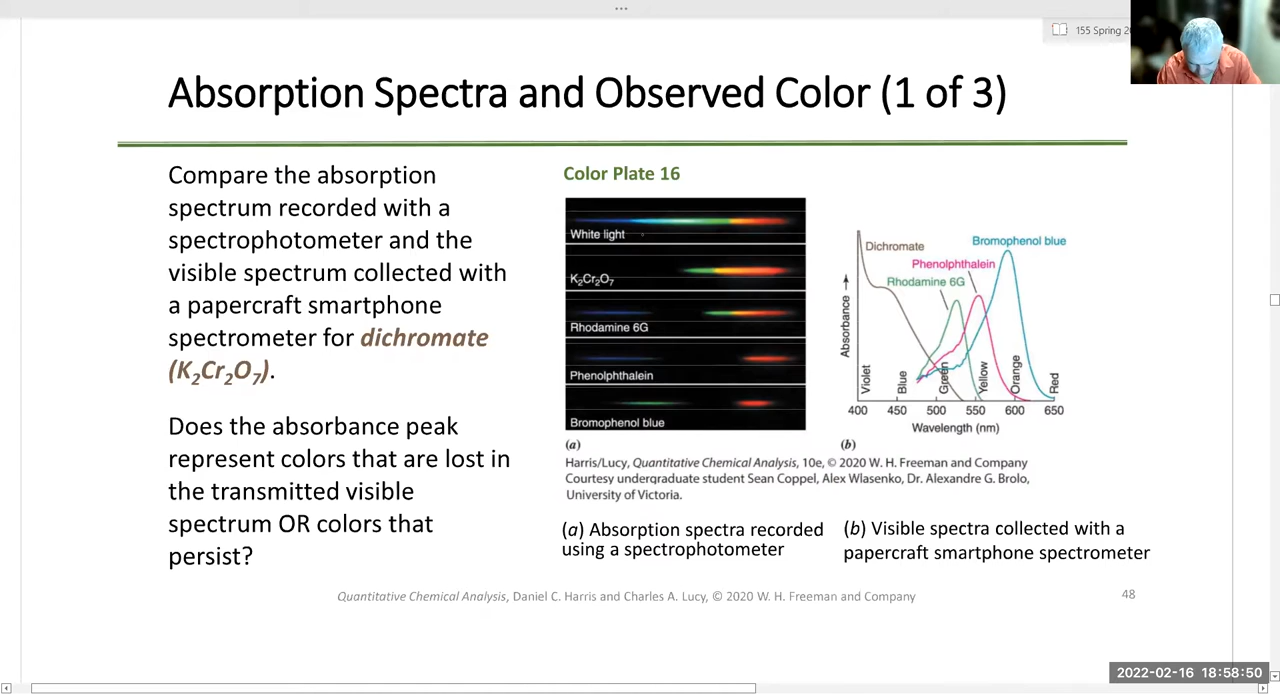 155 Spring 20
Absorption Spectra and Observed Color (1 of 3)
Compare the absorption
spectrum recorded with a
spectrophotometer and the
visible spectrum collected with
a papercraft smartphone
spectrometer for dichromate
(K₂Cr₂O₇).
Does the absorbance peak
represent colors that are lost in
the transmitted visible
spectrum OR colors that
persist?
Color Plate 16
White light
K₂Cr₂O₇
Rhodamine 6G
Phenolphthalein
Bromophenol blue
(a)
Dichromate
Bromophenol blue
Phenolphthalein
Rhodamine 6G
Absorbance
Violet
Blue
Green
Yellow
Orange
Red
400 450 500 550 600 650
Wavelength (nm)
(b)
Harris/Lucy, Quantitative Chemical Analysis, 10e, © 2020 W. H. Freeman and Company
Courtesy undergraduate student Sean Coppel, Alex Wlasenko, Dr. Alexandre G. Brolo,
University of Victoria.
(a) Absorption spectra recorded
using a spectrophotometer
(b) Visible spectra collected with a
papercraft smartphone spectrometer
Quantitative Chemical Analysis, Daniel C. Harris and Charles A. Lucy, © 2020 W. H. Freeman and Company
48
2022-02-16 18:58:50